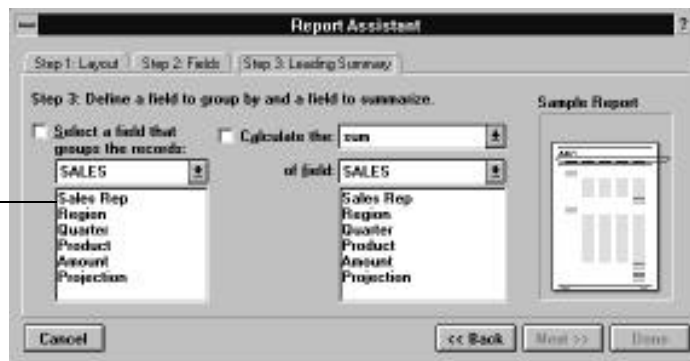 Report Assistant ?
Step 1: Layout Step 2: Fields Step 3: Leading Summary
Step 3: Define a field to group by and a field to summarize.
Sample Report
Select a field that
groups the records:
SALES
Sales Rep
Region
Quarter
Product
Amount
Projection
Calculate the: sum
of field: SALES
Sales Rep
Region
Quarter
Product
Amount
Projection
Cancel << Back Next >> Done